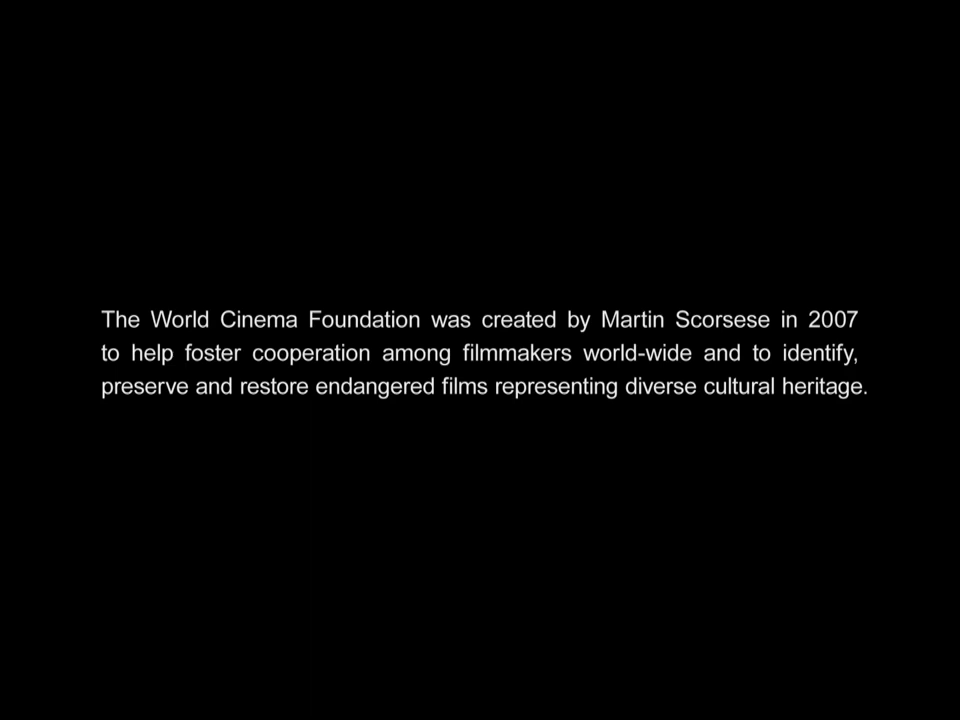 The World Cinema Foundation was created by Martin Scorsese in 2007
to help foster cooperation among filmmakers world-wide and to identify,
preserve and restore endangered films representing diverse cultural heritage.